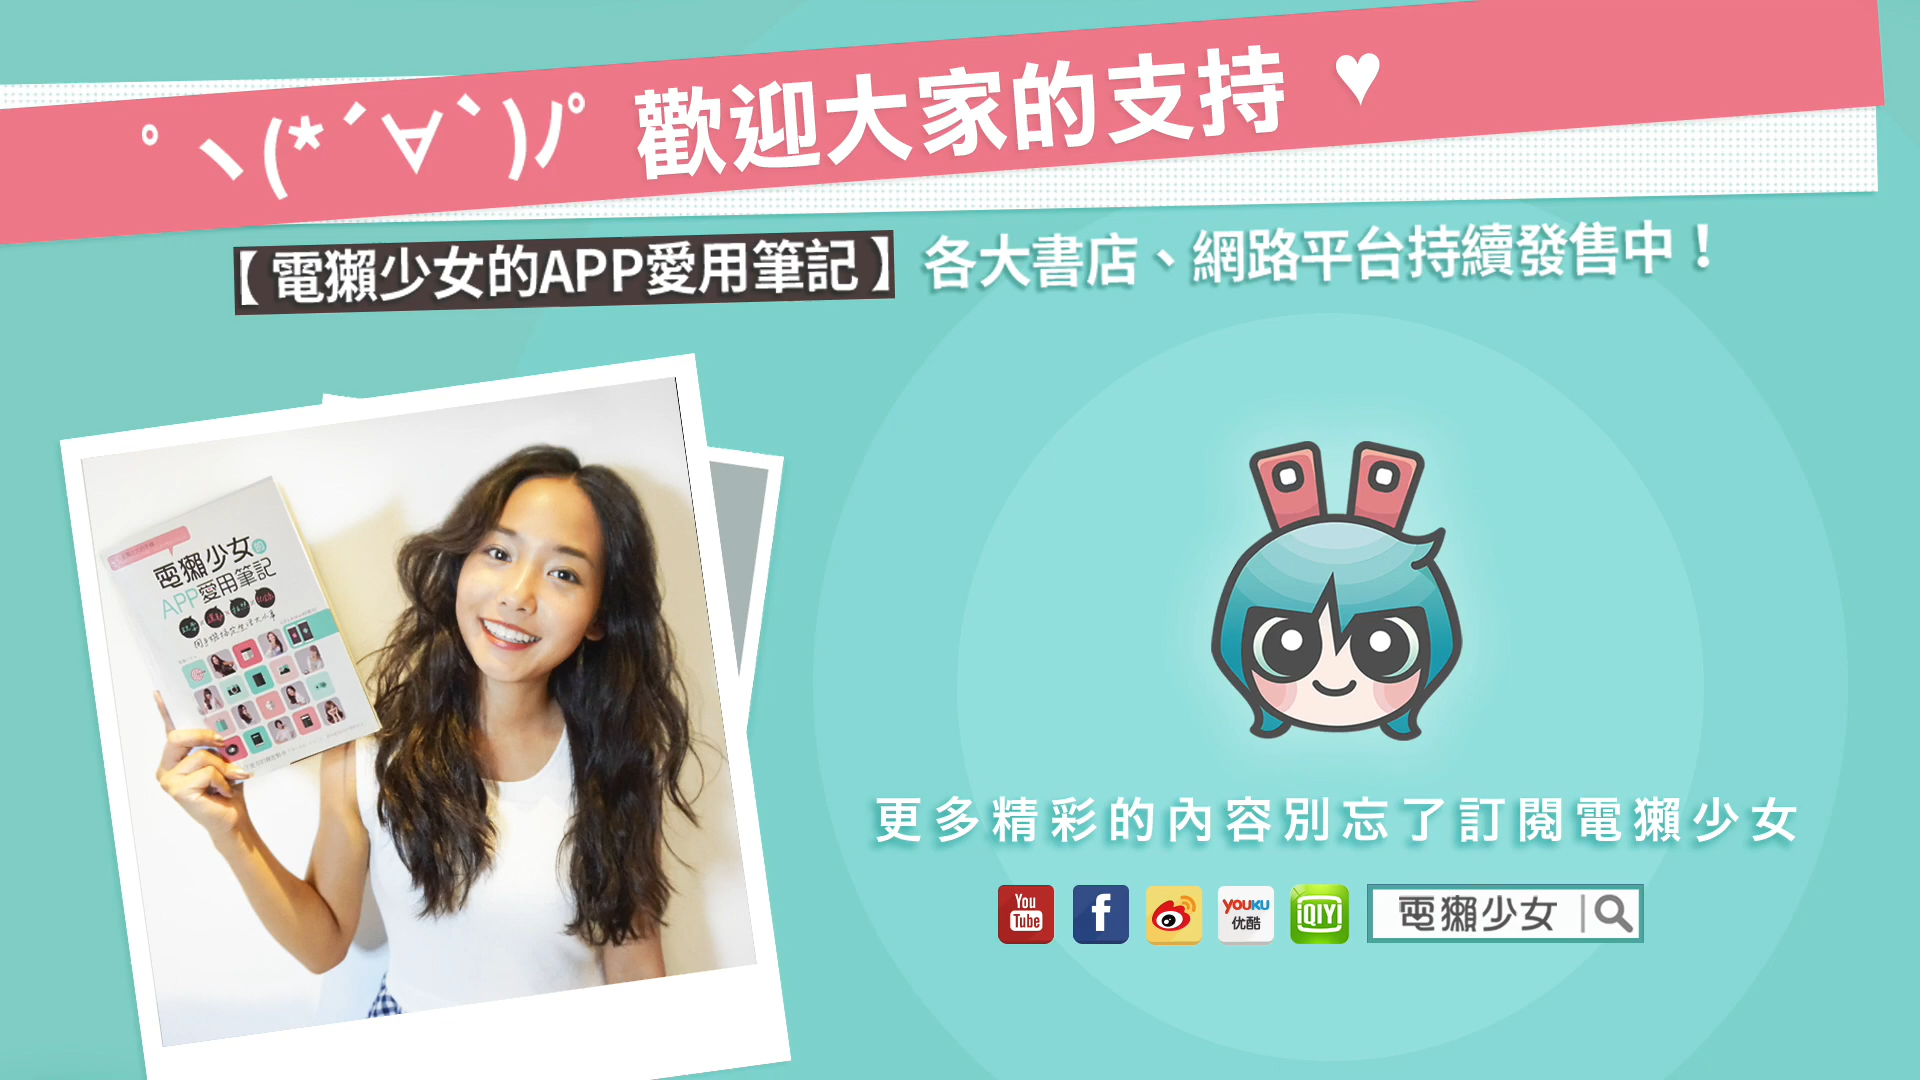 ゜ヽ(*´∀`)ﾉ゜ 歡迎大家的支持 ♥
【電獺少女的APP愛用筆記】 各大書店、網路平台持續發售中！
電獺少女的
APP愛用筆記
更多精彩的內容別忘了訂閱電獺少女
You
Tube
f
YOUKU
优酷
iQIYI
電獺少女